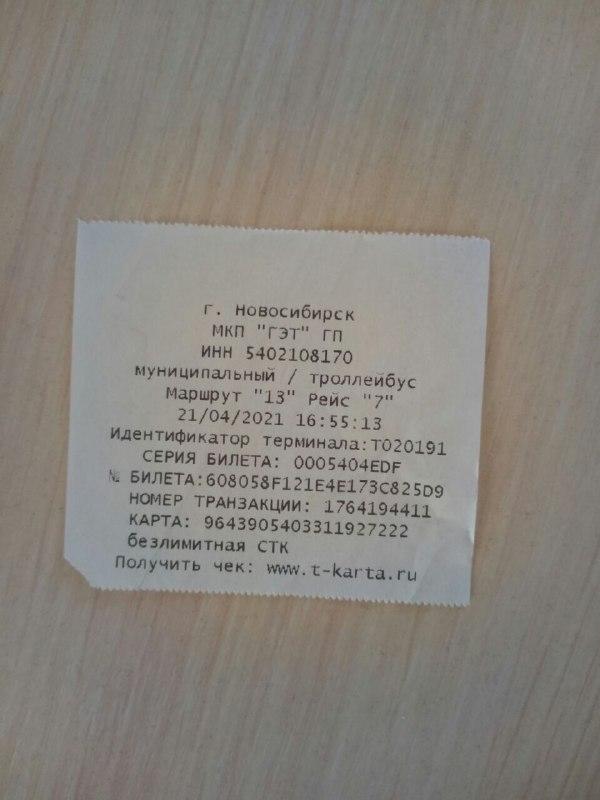 г. Новосибирск
МКП "ГЭТ" ГП
ИНН 5402108170
муниципальный / троллейбус
Маршрут "13" Рейс "7"
21/04/2021 16:55:13
Идентификатор терминала:T020191
СЕРИЯ БИЛЕТА: 0005404EDF
№ БИЛЕТА:608058F121E4E173C825D9
НОМЕР ТРАНЗАКЦИИ: 1764194411
КАРТА: 9643905403311927222
безлимитная СТК
Получить чек: www.t-karta.ru